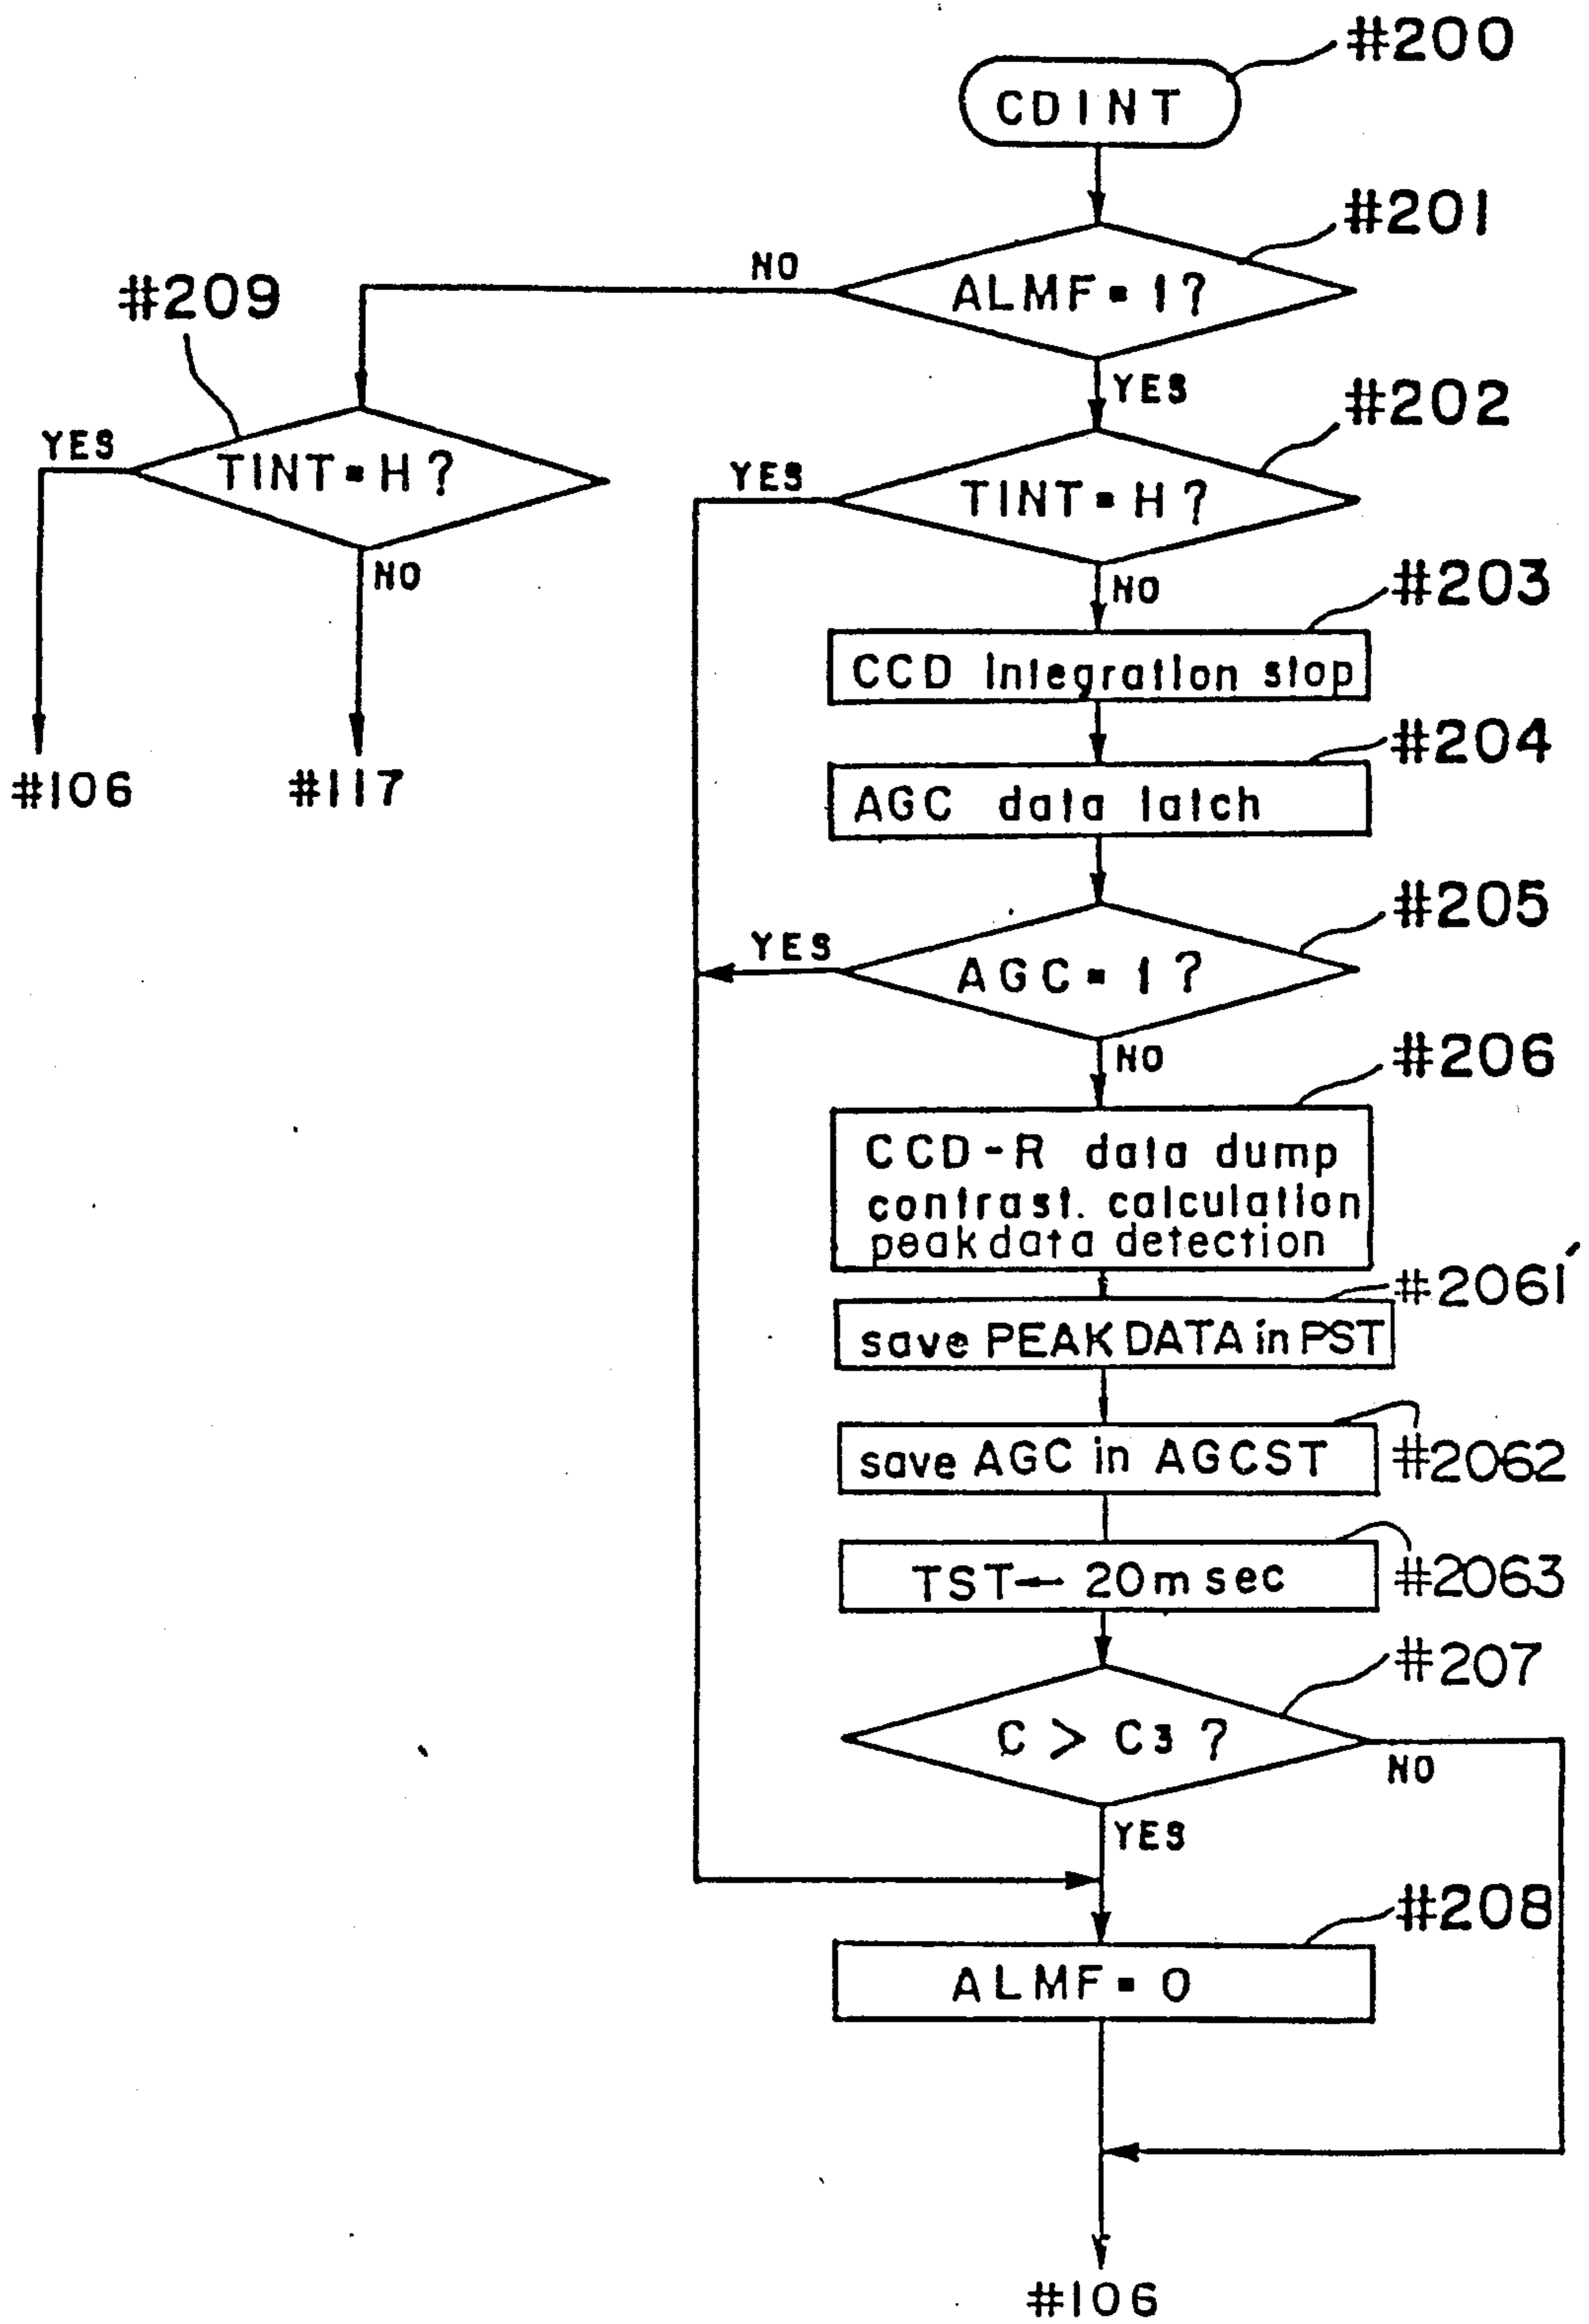 #200
CDINT
#201
NO
ALMF = 1 ?
#209
YES
#202
YES
TINT = H ?
YES
TINT = H ?
NO
NO
#203
CCD Integration stop
#204
#106
#117
AGC data latch
#205
YES
AGC = 1 ?
NO
#206
CCD-R data dump
contrast. calculation
peak data detection
#2061'
save PEAK DATA in PST
save AGC in AGCST
#2062
TST ← 20 m sec
#2063
#207
C > C3 ?
NO
YES
#208
ALMF = 0
#106